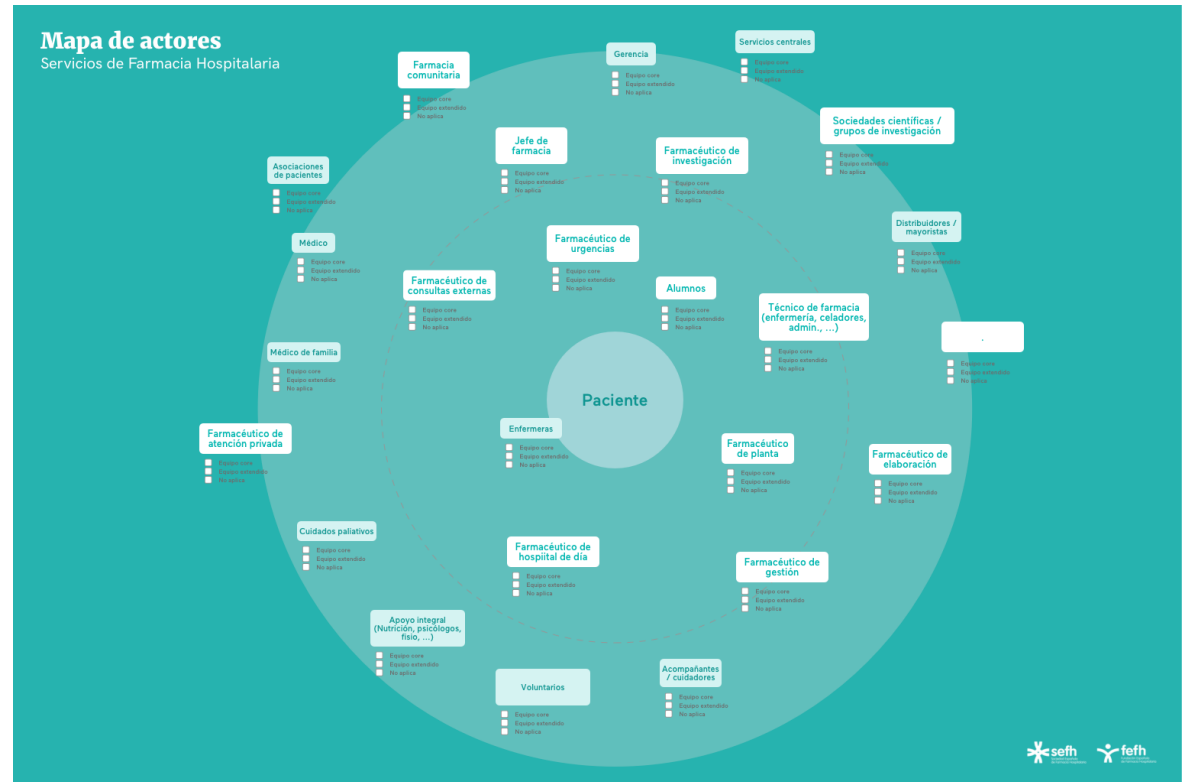 Mapa de actores
Servicios de Farmacia Hospitalaria
Farmacia
comunitaria
Equipo core
Equipo extendido
No aplica
Gerencia
Equipo core
Equipo extendido
No aplica
Servicios centrales
Equipo core
Equipo extendido
No aplica
Sociedades científicas /
grupos de investigación
Equipo core
Equipo extendido
No aplica
Jefe de
farmacia
Equipo core
Equipo extendido
No aplica
Farmacéutico de
investigación
Equipo core
Equipo extendido
No aplica
Asociaciones
de pacientes
Equipo core
Equipo extendido
No aplica
Distribuidores /
mayoristas
Equipo core
Equipo extendido
No aplica
Médico
Equipo core
Equipo extendido
No aplica
Farmacéutico de
urgencias
Equipo core
Equipo extendido
No aplica
Farmacéutico de
consultas externas
Equipo core
Equipo extendido
No aplica
Alumnos
Equipo core
Equipo extendido
No aplica
Técnico de farmacia
(enfermería, celadores,
admin., ...)
Equipo core
Equipo extendido
No aplica
.
Equipo core
Equipo extendido
No aplica
Médico de familia
Equipo core
Equipo extendido
No aplica
Paciente
Farmacéutico de
atención privada
Equipo core
Equipo extendido
No aplica
Enfermeras
Equipo core
Equipo extendido
No aplica
Farmacéutico
de planta
Equipo core
Equipo extendido
No aplica
Farmacéutico de
elaboración
Equipo core
Equipo extendido
No aplica
Cuidados paliativos
Equipo core
Equipo extendido
No aplica
Farmacéutico de
hospiital de día
Equipo core
Equipo extendido
No aplica
Farmacéutico de
gestión
Equipo core
Equipo extendido
No aplica
Apoyo integral
(Nutrición, psicólogos,
fisio, ...)
Equipo core
Equipo extendido
No aplica
Voluntarios
Equipo core
Equipo extendido
No aplica
Acompañantes
/ cuidadores
Equipo core
Equipo extendido
No aplica
sefh
fefh